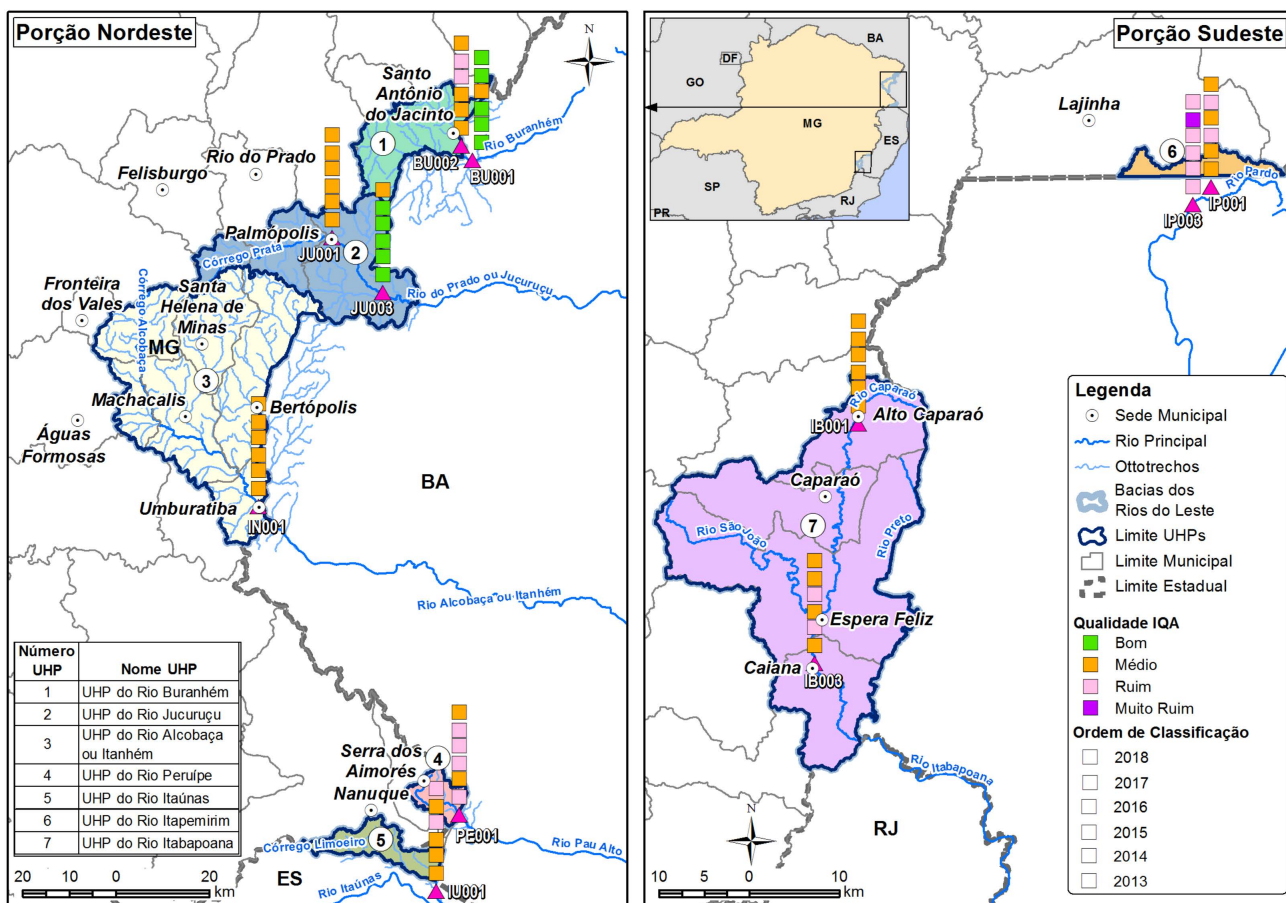 Porção Nordeste
N
Santo
Antônio
do Jacinto
1
Rio Buranhém
BU002
BU001
Rio do Prado
Felisburgo
Palmópolis
JU001
2
Córrego Prata
Rio do Prado ou Jucuruçu
JU003
Fronteira
dos Vales
Córrego Alcobaça
Santa
Helena de
Minas
MG
3
Machacalis
Bertópolis
Águas
Formosas
BA
Umburatiba
IN001
Rio Alcobaça ou Itanhém
Número
UHP
Nome UHP
1 UHP do Rio Buranhém
2 UHP do Rio Jucuruçu
3 UHP do Rio Alcobaça
ou Itanhém
4 UHP do Rio Peruípe
5 UHP do Rio Itaúnas
6 UHP do Rio Itapemirim
7 UHP do Rio Itabapoana
Serra dos
Aimorés
4
Nanuque
PE001
Córrego Limoeiro
5
Rio Pau Alto
ES
Rio Itaúnas
IU001
20 10 0 20
km
Porção Sudeste
BA
DF
GO
MG
ES
SP
RJ
PR
Lajinha
6
Rio Pardo
IP001
IP003
Rio Caparaó
IB001
Alto Caparaó
Caparaó
7
Rio São
João
Rio Preto
Espera Feliz
Caiana
IB003
Rio Itabapoana
RJ
N
10 5 0 10
km
Legenda
Sede Municipal
Rio Principal
Ottotrechos
Bacias dos
Rios do Leste
Limite UHPs
Limite Municipal
Limite Estadual
Qualidade IQA
Bom
Médio
Ruim
Muito Ruim
Ordem de Classificação
2018
2017
2016
2015
2014
2013